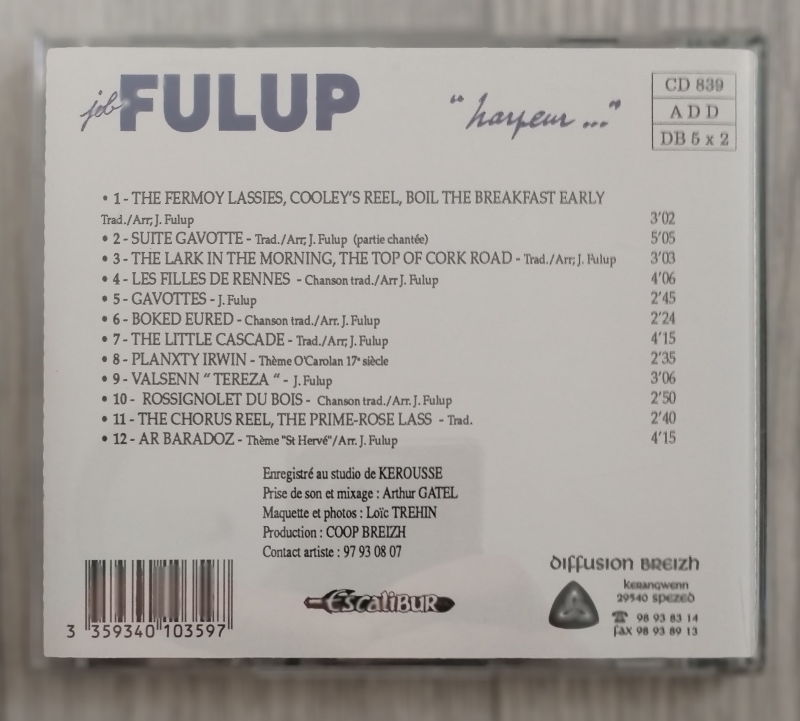 job FULUP
"harpeur ..."
CD 839
A D D
DB 5 x 2
• 1 - THE FERMOY LASSIES, COOLEY'S REEL, BOIL THE BREAKFAST EARLY
Trad./Arr; J. Fulup 3'02
• 2 - SUITE GAVOTTE - Trad./Arr; J. Fulup (partie chantée) 5'05
• 3 - THE LARK IN THE MORNING, THE TOP OF CORK ROAD - Trad./Arr; J. Fulup 3'03
• 4 - LES FILLES DE RENNES - Chanson trad./Arr J. Fulup 4'06
• 5 - GAVOTTES - J. Fulup 2'45
• 6 - BOKED EURED - Chanson trad./Arr. J. Fulup 2'24
• 7 - THE LITTLE CASCADE - Trad./Arr; J. Fulup 4'15
• 8 - PLANXTY IRWIN - Thème O'Carolan 17e siècle 2'35
• 9 - VALSENN " TEREZA " - J. Fulup 3'06
• 10 - ROSSIGNOLET DU BOIS - Chanson trad./Arr. J. Fulup 2'50
• 11 - THE CHORUS REEL, THE PRIME-ROSE LASS - Trad. 2'40
• 12 - AR BARADOZ - Thème "St Hervé"/Arr. J. Fulup 4'15
Enregistré au studio de KEROUSSE
Prise de son et mixage : Arthur GATEL
Maquette et photos : Loïc TREHIN
Production : COOP BREIZH
Contact artiste : 97 93 08 07
3 359340 103597
EscaliBUR
Diffusion BREIZH
Kerangwenn
29540 SPEZED
☎ 98 93 83 14
FAX 98 93 89 13